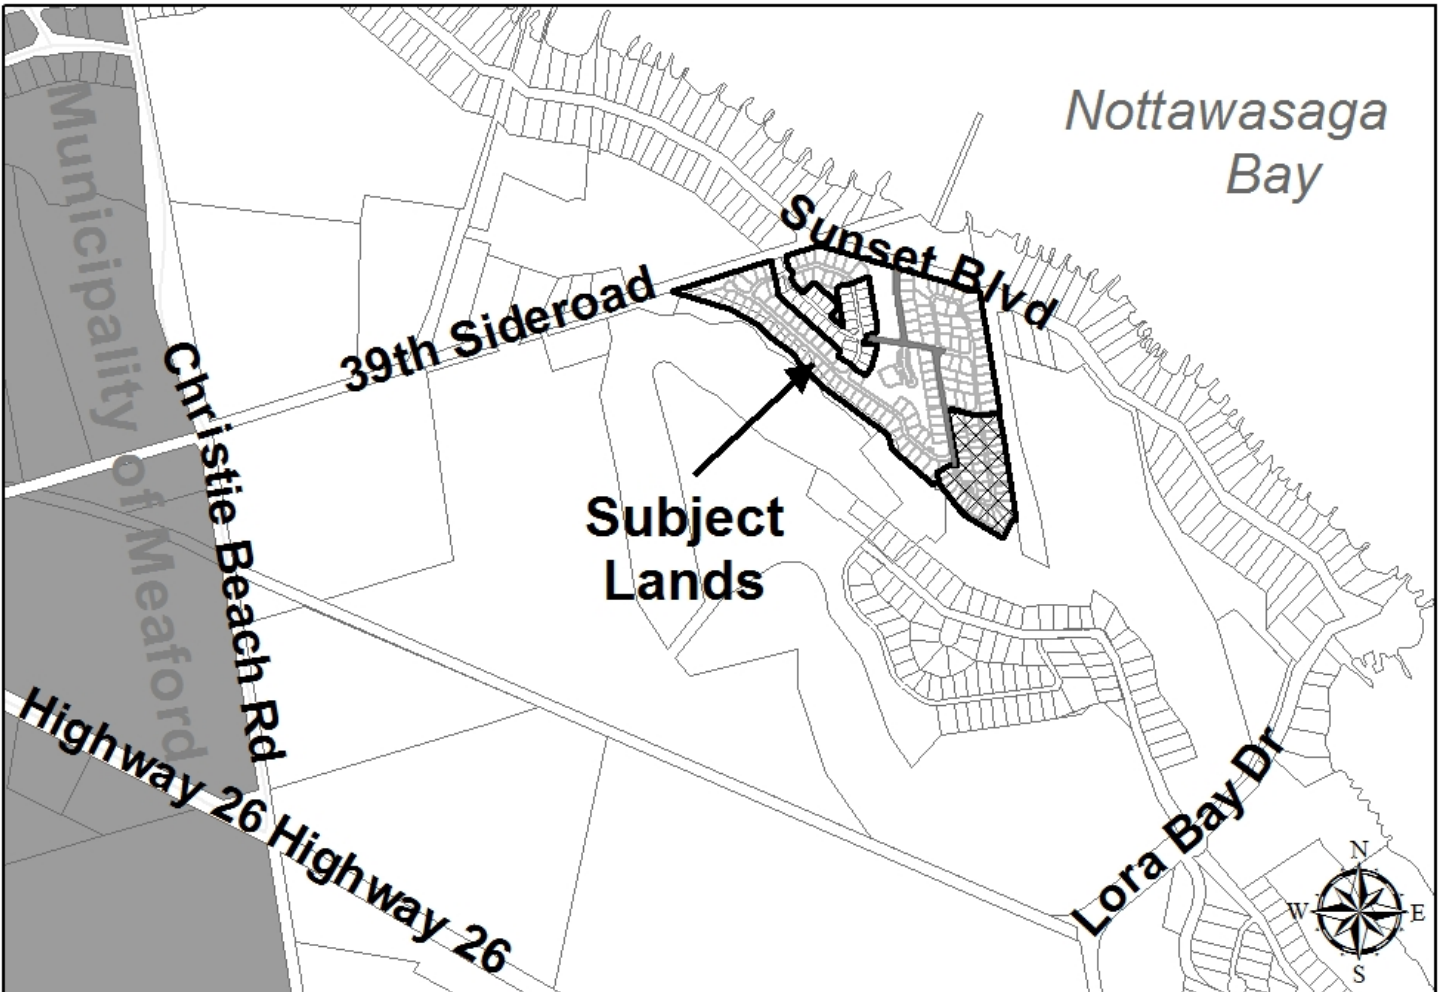 Nottawasaga
Bay
Municipality of Meaford
Sunset Blvd
39th Sideroad
Christie Beach Rd
Subject
Lands
Highway 26
Highway 26
Lora Bay Dr
N
W
E
S